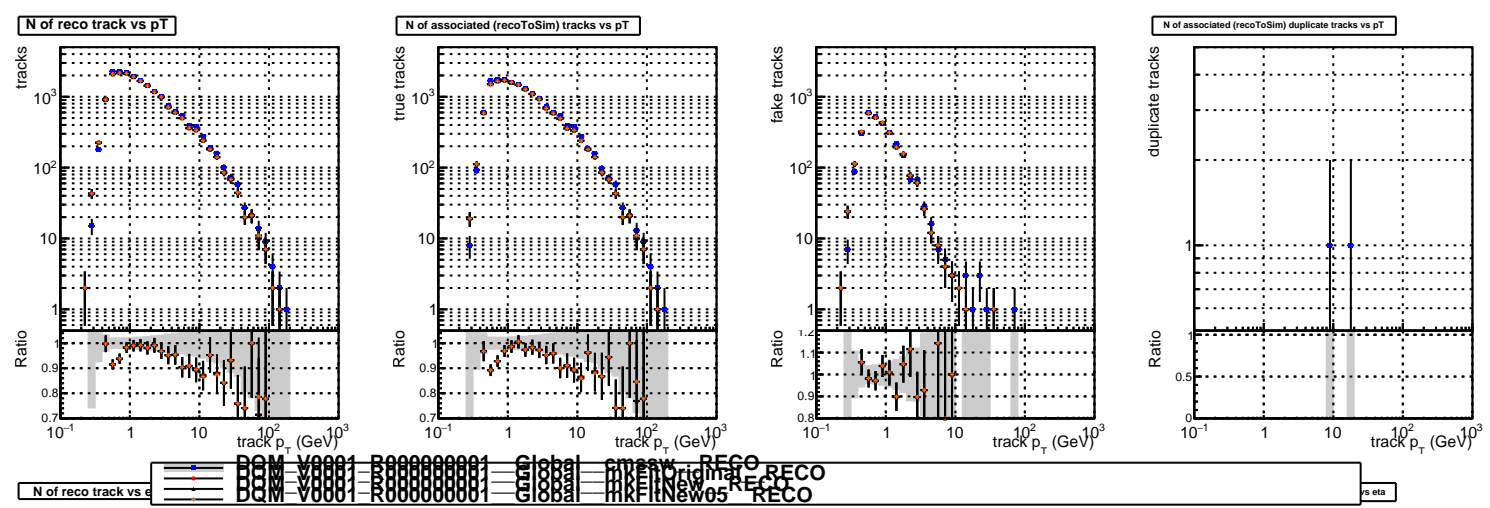 N of reco track vs pT
N of associated (recoToSim) tracks vs pT
N of associated (recoToSim) duplicate tracks vs pT
tracks
10³
10²
10
1
Ratio
1
0.9
0.8
0.7
10⁻¹ 1 10 10² 10³
track p_T (GeV)
true tracks
10³
10²
10
1
Ratio
1
0.9
0.8
0.7
10⁻¹ 1 10 10² 10³
track p_T (GeV)
fake tracks
10³
10²
10
1
Ratio
1.2
1.1
1
0.9
0.8
10⁻¹ 1 10 10² 10³
track p_T (GeV)
duplicate tracks
1
Ratio
1
0.5
0
10⁻¹ 1 10 10² 10³
track p_T (GeV)
DQM_V0001_R000000001__Global__cmssw__RECO
DQM_V0001_R000000001__Global__mkFitOriginal__RECO
DQM_V0001_R000000001__Global__mkFitNew__RECO
DQM_V0001_R000000001__Global__mkFitNew05__RECO
N of reco track vs e
vs eta